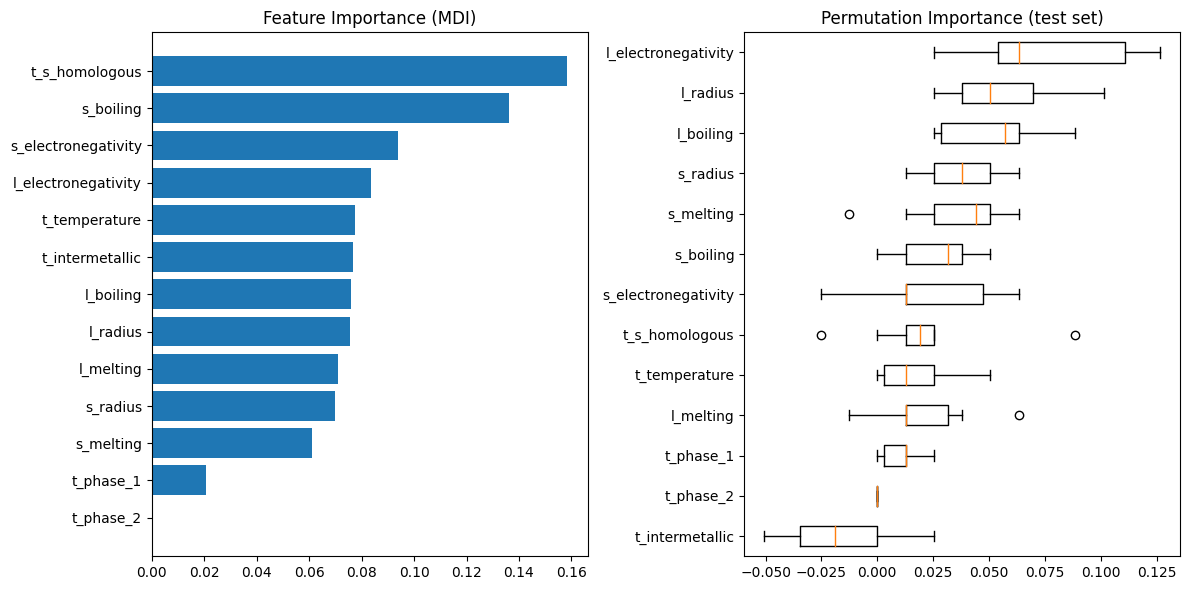 Feature Importance (MDI)
t_s_homologous
s_boiling
s_electronegativity
l_electronegativity
t_temperature
t_intermetallic
l_boiling
l_radius
l_melting
s_radius
s_melting
t_phase_1
t_phase_2
0.00 0.02 0.04 0.06 0.08 0.10 0.12 0.14 0.16
Permutation Importance (test set)
l_electronegativity
l_radius
l_boiling
s_radius
s_melting
s_boiling
s_electronegativity
t_s_homologous
t_temperature
l_melting
t_phase_1
t_phase_2
t_intermetallic
−0.050 −0.025 0.000 0.025 0.050 0.075 0.100 0.125